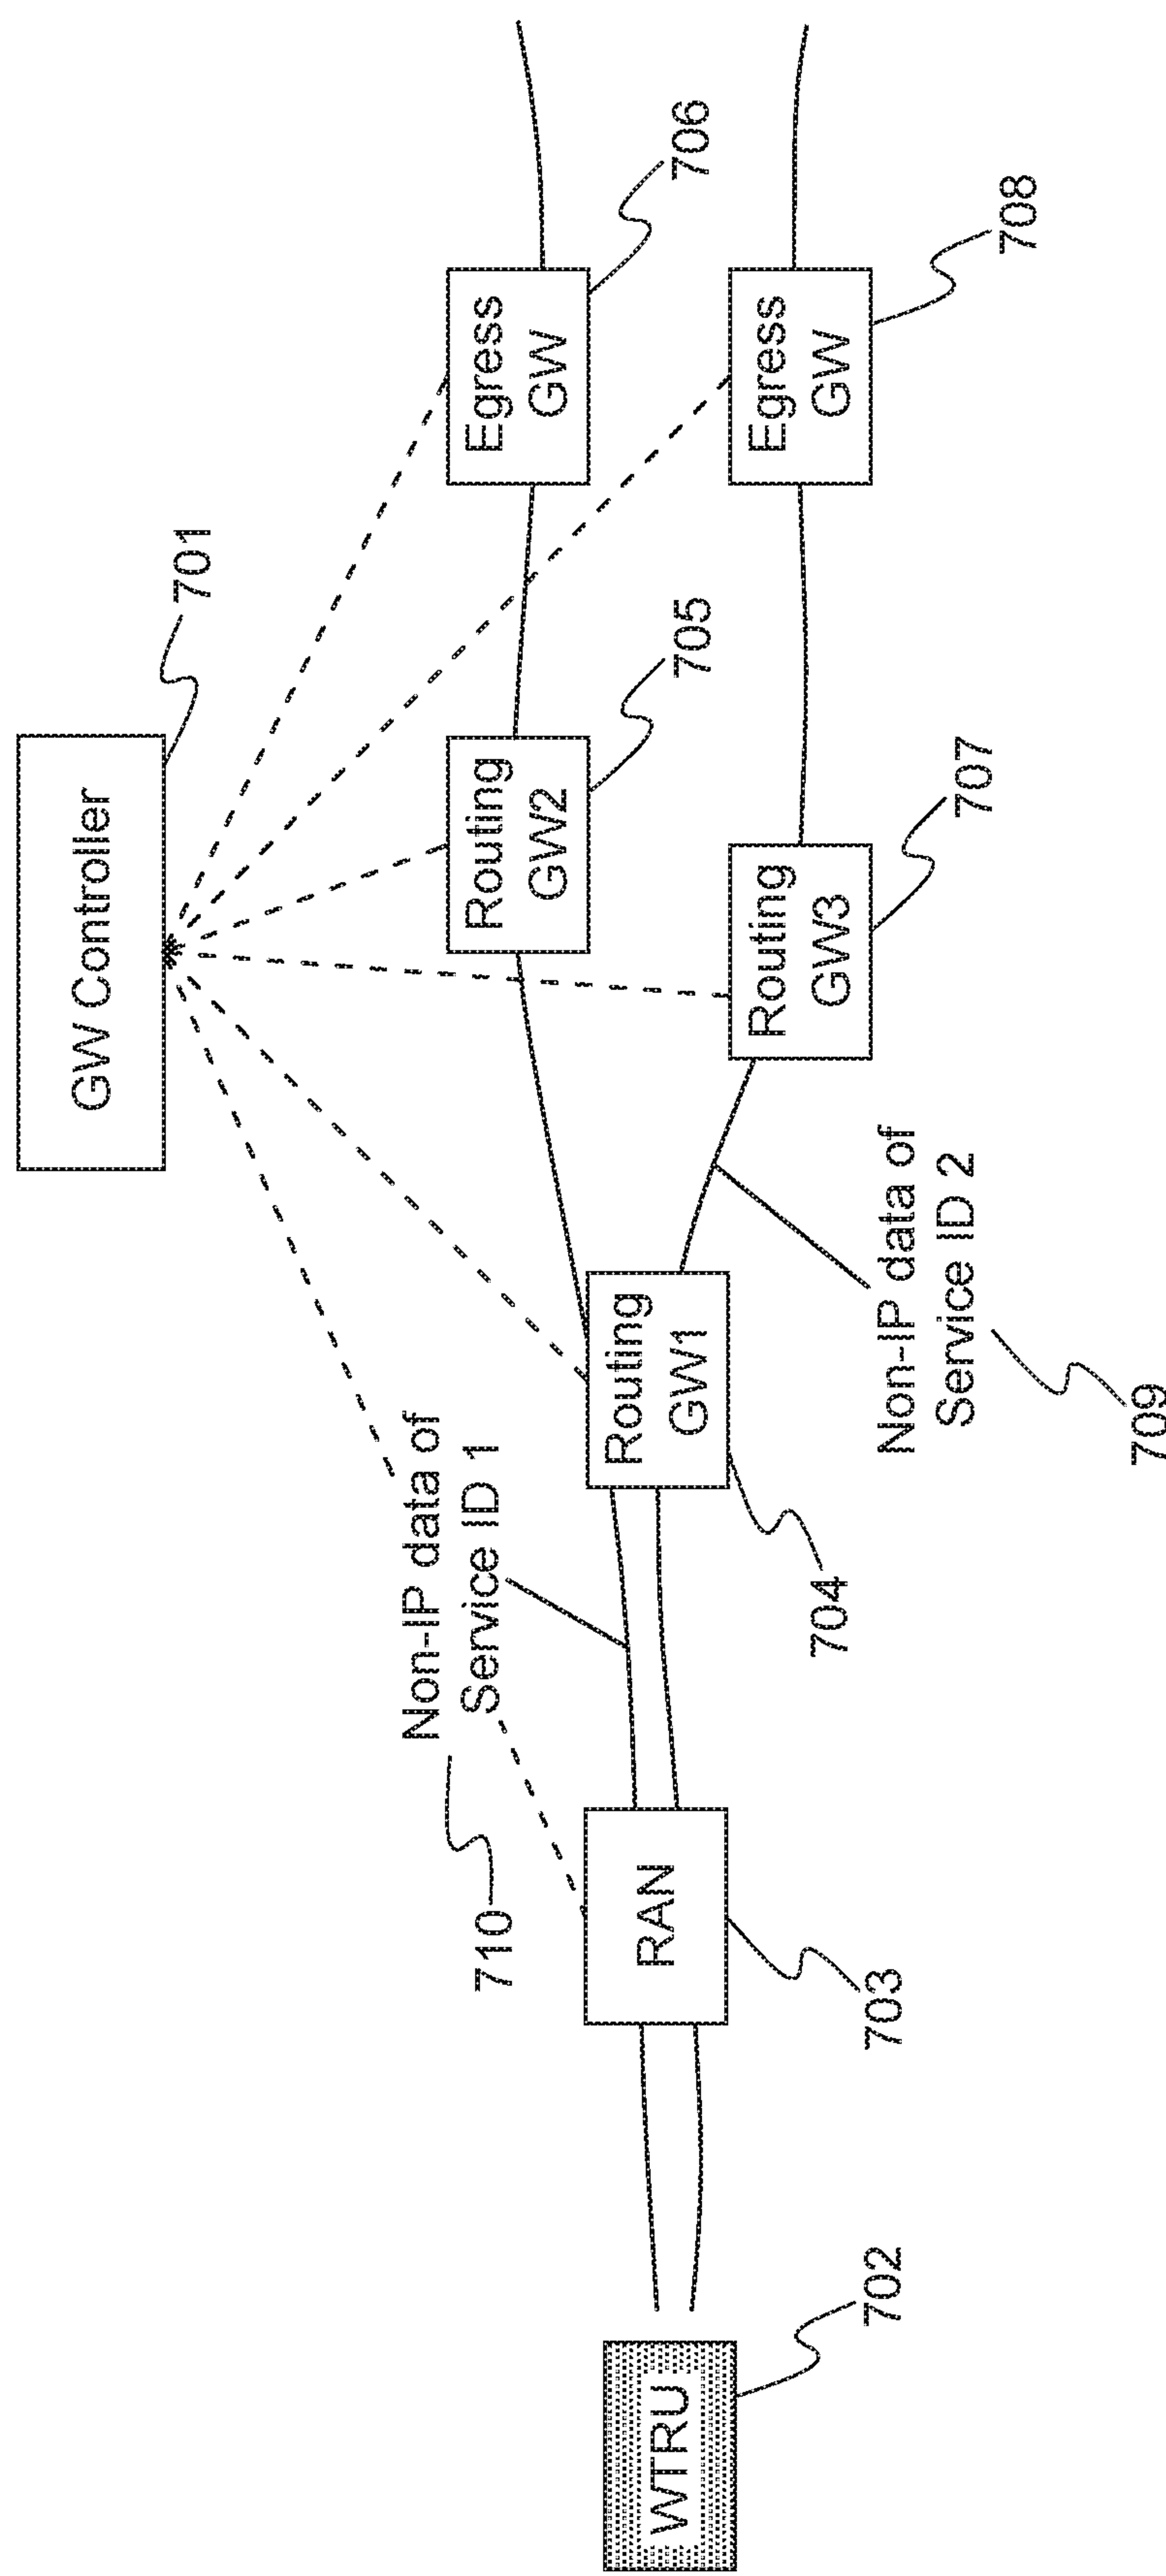 GW Controller
701
Egress
GW
706
Egress
GW
708
Routing
GW2
705
Routing
GW3
707
Routing
GW1
704
Non-IP data of
Service ID 1
710
Non-IP data of
Service ID 2
709
RAN
703
WTRU
702